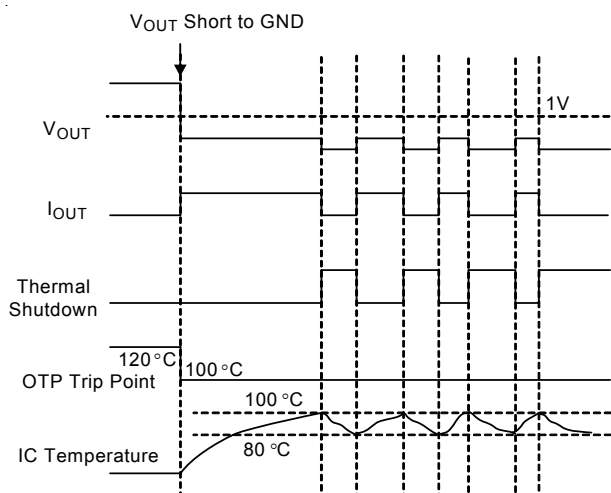 VOUT Short to GND
1V
VOUT
IOUT
Thermal
Shutdown
120 °C
100 °C
OTP Trip Point
100 °C
80 °C
IC Temperature